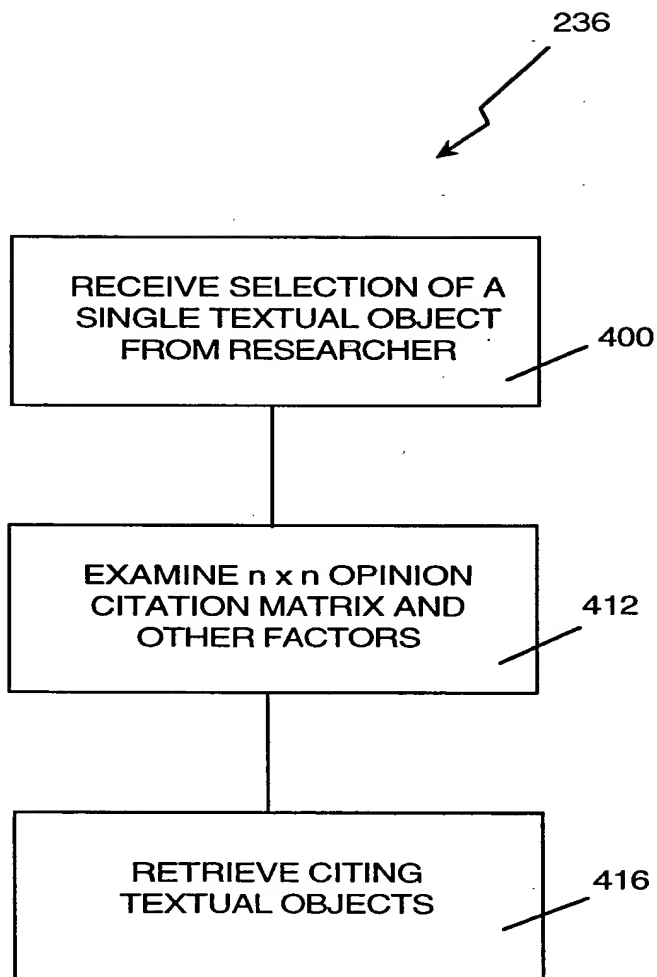 236
RECEIVE SELECTION OF A
SINGLE TEXTUAL OBJECT
FROM RESEARCHER
400
EXAMINE n x n OPINION
CITATION MATRIX AND
OTHER FACTORS
412
RETRIEVE CITING
TEXTUAL OBJECTS
416